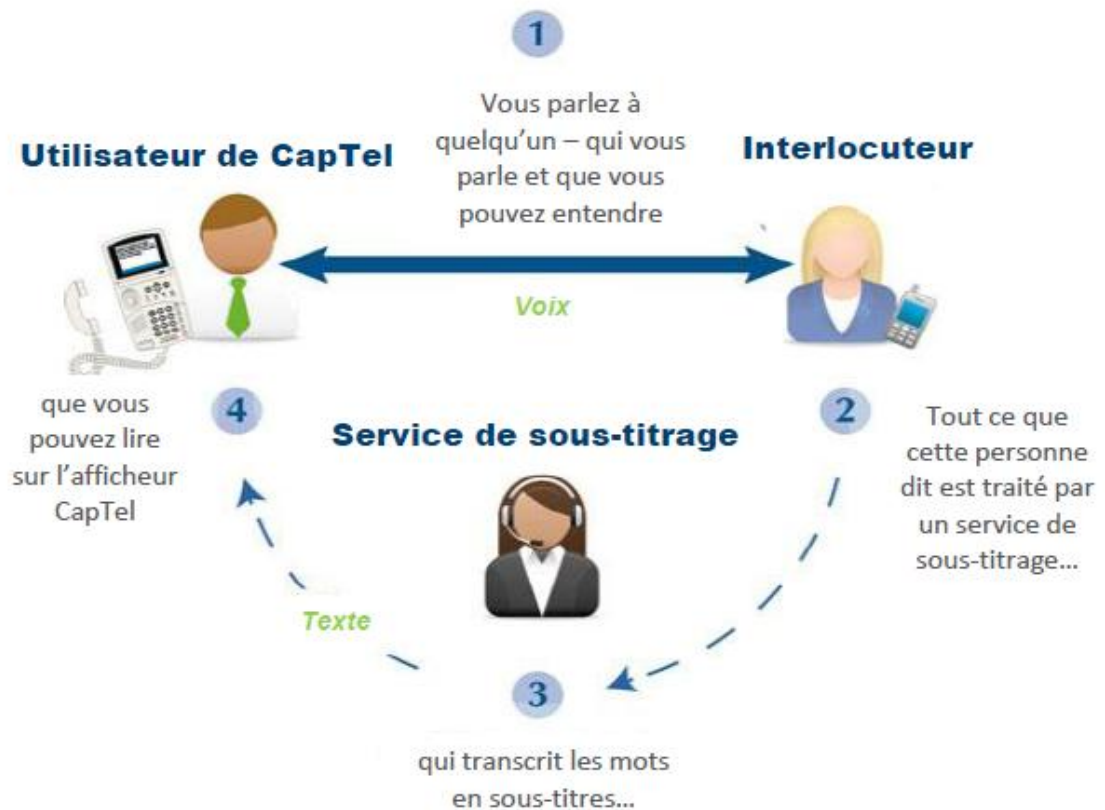 1
Vous parlez à
quelqu'un – qui vous
parle et que vous
pouvez entendre
Utilisateur de CapTel
Interlocuteur
Voix
2
Tout ce que
cette personne
dit est traité par
un service de
sous-titrage...
Service de sous-titrage
3
qui transcrit les mots
en sous-titres...
Texte
4
que vous
pouvez lire
sur l'afficheur
CapTel